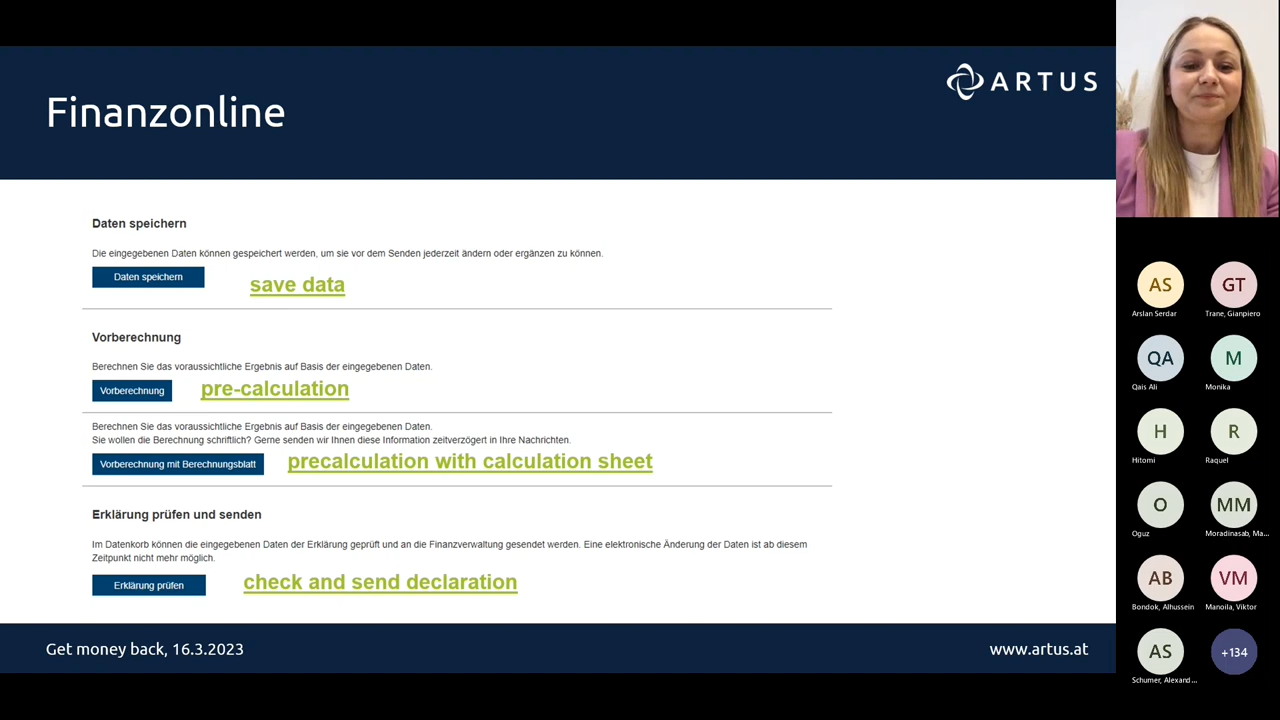 ARTUS
Finanzonline
Daten speichern
Die eingegebenen Daten können gespeichert werden, um sie vor dem Senden jederzeit ändern oder ergänzen zu können.
Daten speichern
save data
Vorberechnung
Berechnen Sie das voraussichtliche Ergebnis auf Basis der eingegebenen Daten.
Vorberechnung
pre-calculation
Berechnen Sie das voraussichtliche Ergebnis auf Basis der eingegebenen Daten.
Sie wollen die Berechnung schriftlich? Gerne senden wir Ihnen diese Information zeitverzögert in Ihre Nachrichten.
Vorberechnung mit Berechnungsblatt
precalculation with calculation sheet
Erklärung prüfen und senden
Im Datenkorb können die eingegebenen Daten der Erklärung geprüft und an die Finanzverwaltung gesendet werden. Eine elektronische Änderung der Daten ist ab diesem
Zeitpunkt nicht mehr möglich.
Erklärung prüfen
check and send declaration
Get money back, 16.3.2023
www.artus.at
AS
GT
Arslan Serdar
Trane, Gianpiero
QA
M
Qais Ali
Monika
H
R
Hitomi
Raquel
O
MM
Oguz
Moradinasab, Ma...
AB
VM
Bondok, Alhussein
Manoila, Viktor
AS
+134
Schumer, Alexand...